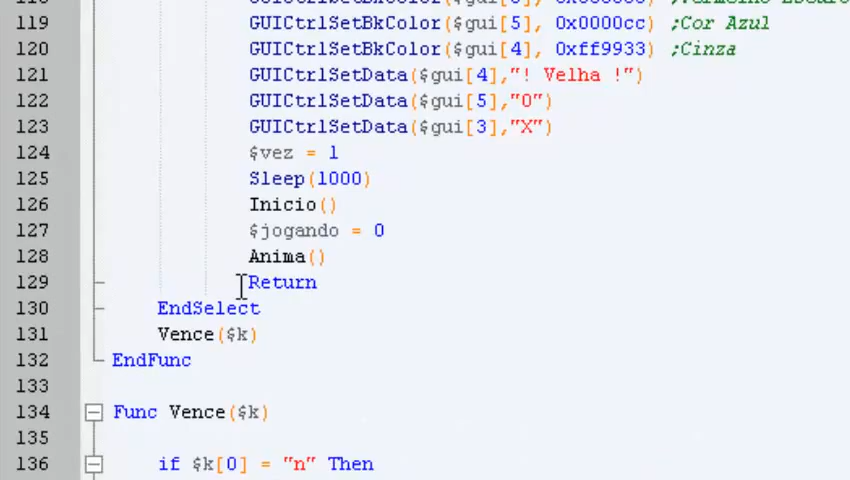 119 GUICtrlSetBkColor($gui[5], 0x0000cc) ;Cor Azul
120 GUICtrlSetBkColor($gui[4], 0xff9933) ;Cinza
121 GUICtrlSetData($gui[4],"! Velha !")
122 GUICtrlSetData($gui[5],"O")
123 GUICtrlSetData($gui[3],"X")
124 $vez = 1
125 Sleep(1000)
126 Inicio()
127 $jogando = 0
128 Anima()
129 Return
130 EndSelect
131 Vence($k)
132 EndFunc
133
134 Func Vence($k)
135
136 if $k[0] = "n" Then